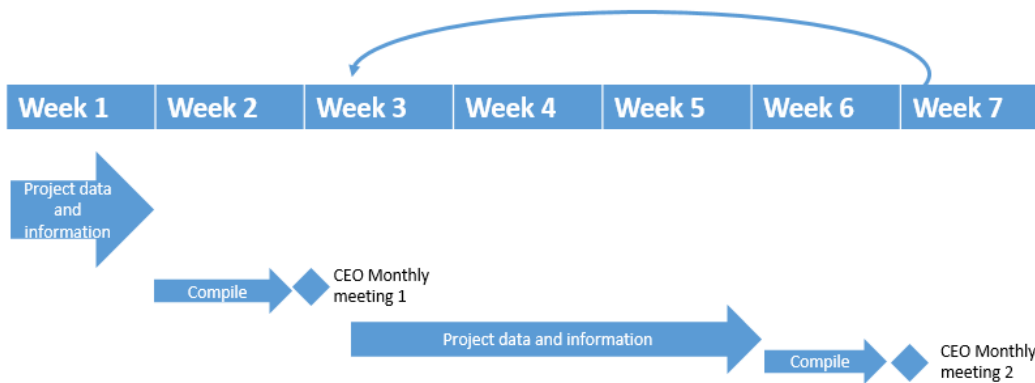 Week 1
Week 2
Week 3
Week 4
Week 5
Week 6
Week 7
Project data
and
information
Compile
CEO Monthly
meeting 1
Project data and information
Compile
CEO Monthly
meeting 2